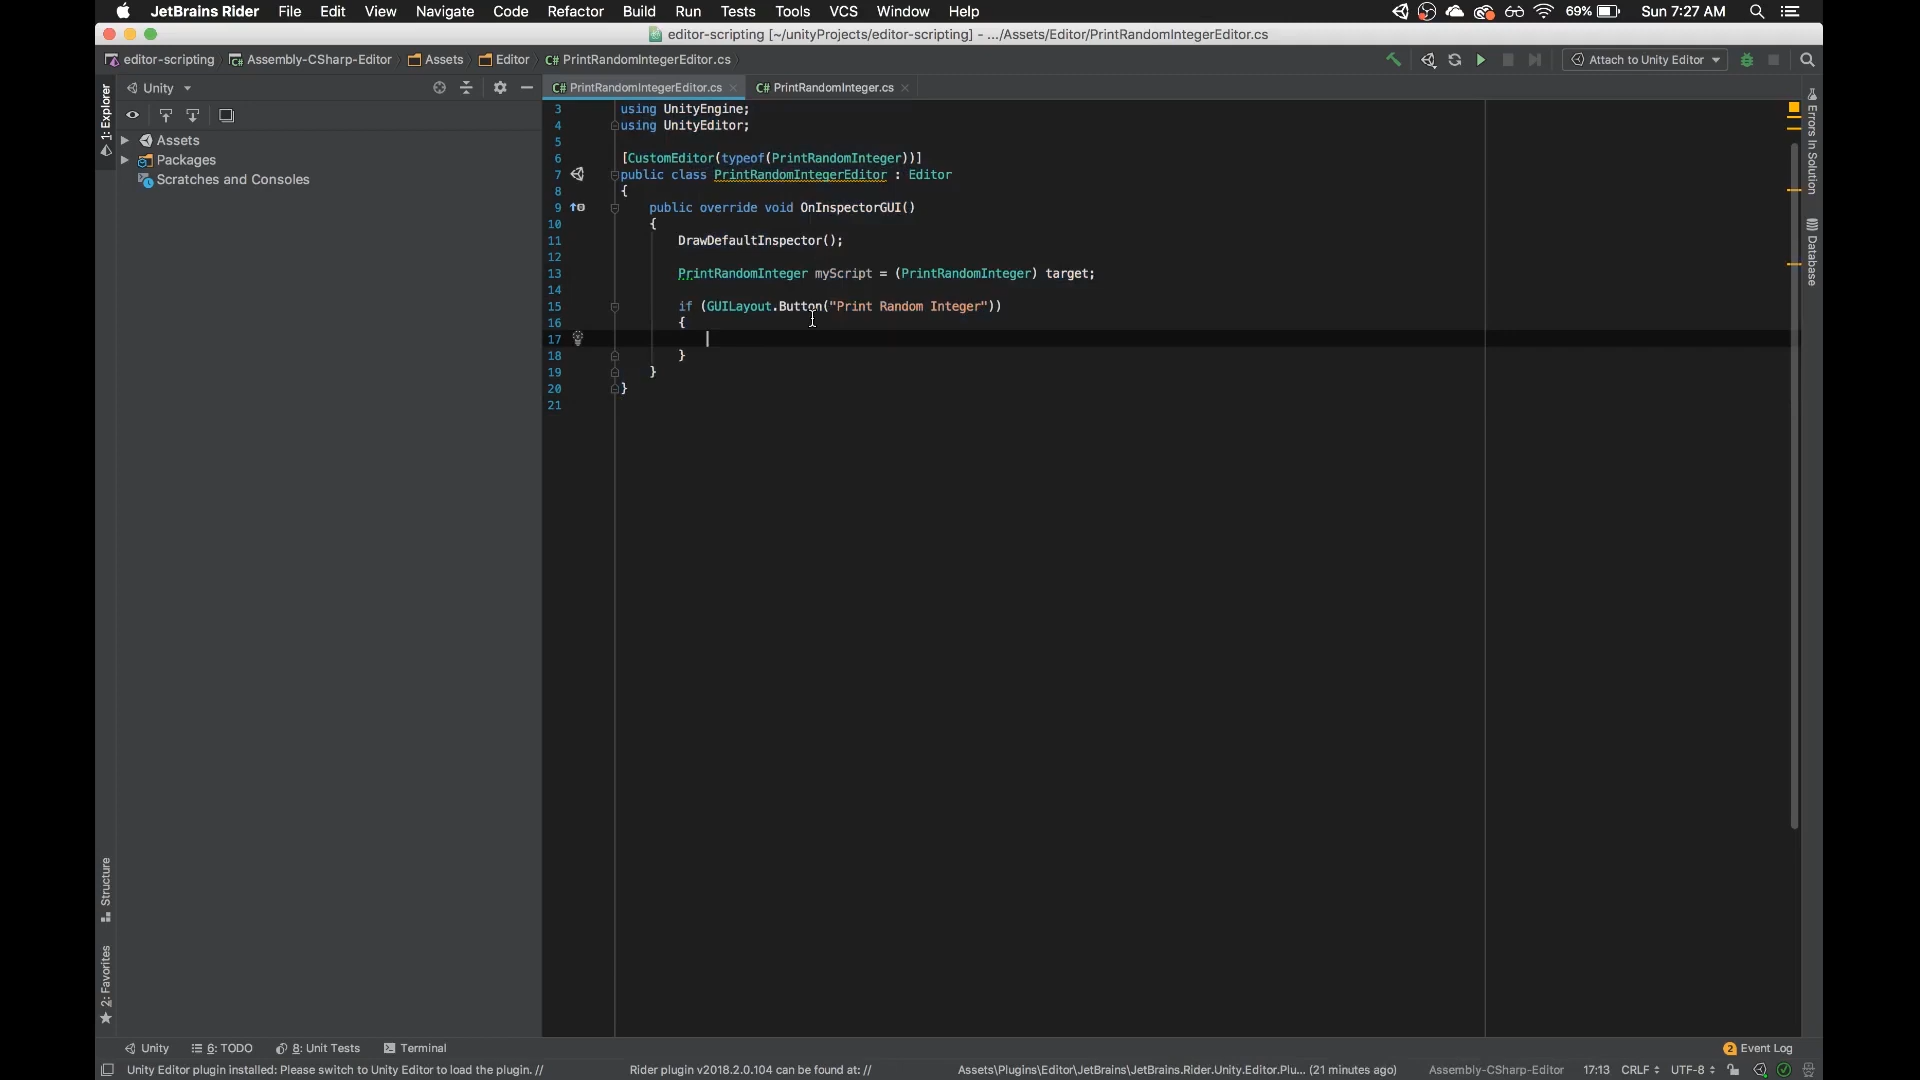 JetBrains Rider File Edit View Navigate Code Refactor Build Run Tests Tools VCS Window Help 69% Sun 7:27 AM
editor-scripting [~/unityProjects/editor-scripting] - .../Assets/Editor/PrintRandomIntegerEditor.cs
editor-scripting C# Assembly-CSharp-Editor Assets Editor C# PrintRandomIntegerEditor.cs Attach to Unity Editor
1: Explorer
Unity
Assets
Packages
Scratches and Consoles
C# PrintRandomIntegerEditor.cs C# PrintRandomInteger.cs
3 using UnityEngine;
4 using UnityEditor;
5
6 [CustomEditor(typeof(PrintRandomInteger))]
7 public class PrintRandomIntegerEditor : Editor
8 {
9 public override void OnInspectorGUI()
10 {
11 DrawDefaultInspector();
12
13 PrintRandomInteger myScript = (PrintRandomInteger) target;
14
15 if (GUILayout.Button("Print Random Integer"))
16 {
17
18 }
19 }
20 }
21
Errors In Solution
Database
Structure
2: Favorites
Unity 6: TODO 8: Unit Tests Terminal 2 Event Log
Unity Editor plugin installed: Please switch to Unity Editor to load the plugin. // Rider plugin v2018.2.0.104 can be found at: // Assets\Plugins\Editor\JetBrains\JetBrains.Rider.Unity.Editor.Plu... (21 minutes ago) Assembly-CSharp-Editor 17:13 CRLF UTF-8